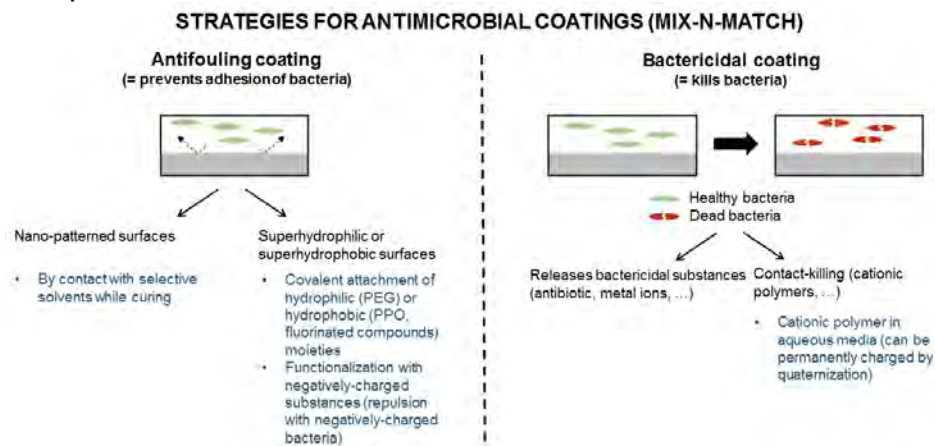 STRATEGIES FOR ANTIMICROBIAL COATINGS (MIX-N-MATCH)
Antifouling coating
(= prevents adhesion of bacteria)
Nano-patterned surfaces
• By contact with selective
solvents while curing
Superhydrophilic or
superhydrophobic surfaces
• Covalent attachment of
hydrophilic (PEG) or
hydrophobic (PPO,
fluorinated compounds)
moieties
• Functionalization with
negatively-charged
substances (repulsion
with negatively-charged
bacteria)
Bactericidal coating
(= kills bacteria)
Healthy bacteria
Dead bacteria
Releases bactericidal substances
(antibiotic, metal ions, ...)
Contact-killing (cationic
polymers, ...)
• Cationic polymer in
aqueous media (can be
permanently charged by
quaternization)